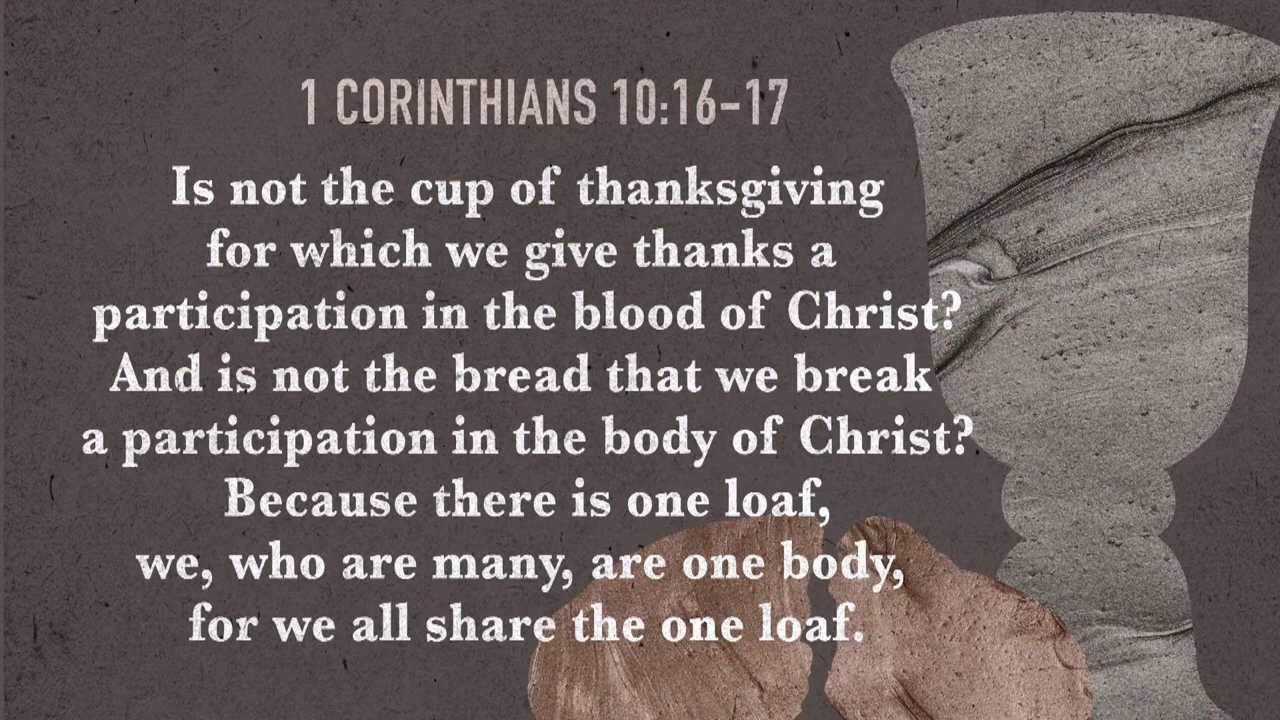 1 CORINTHIANS 10:16-17
Is not the cup of thanksgiving
for which we give thanks a
participation in the blood of Christ?
And is not the bread that we break
a participation in the body of Christ?
Because there is one loaf,
we, who are many, are one body,
for we all share the one loaf.